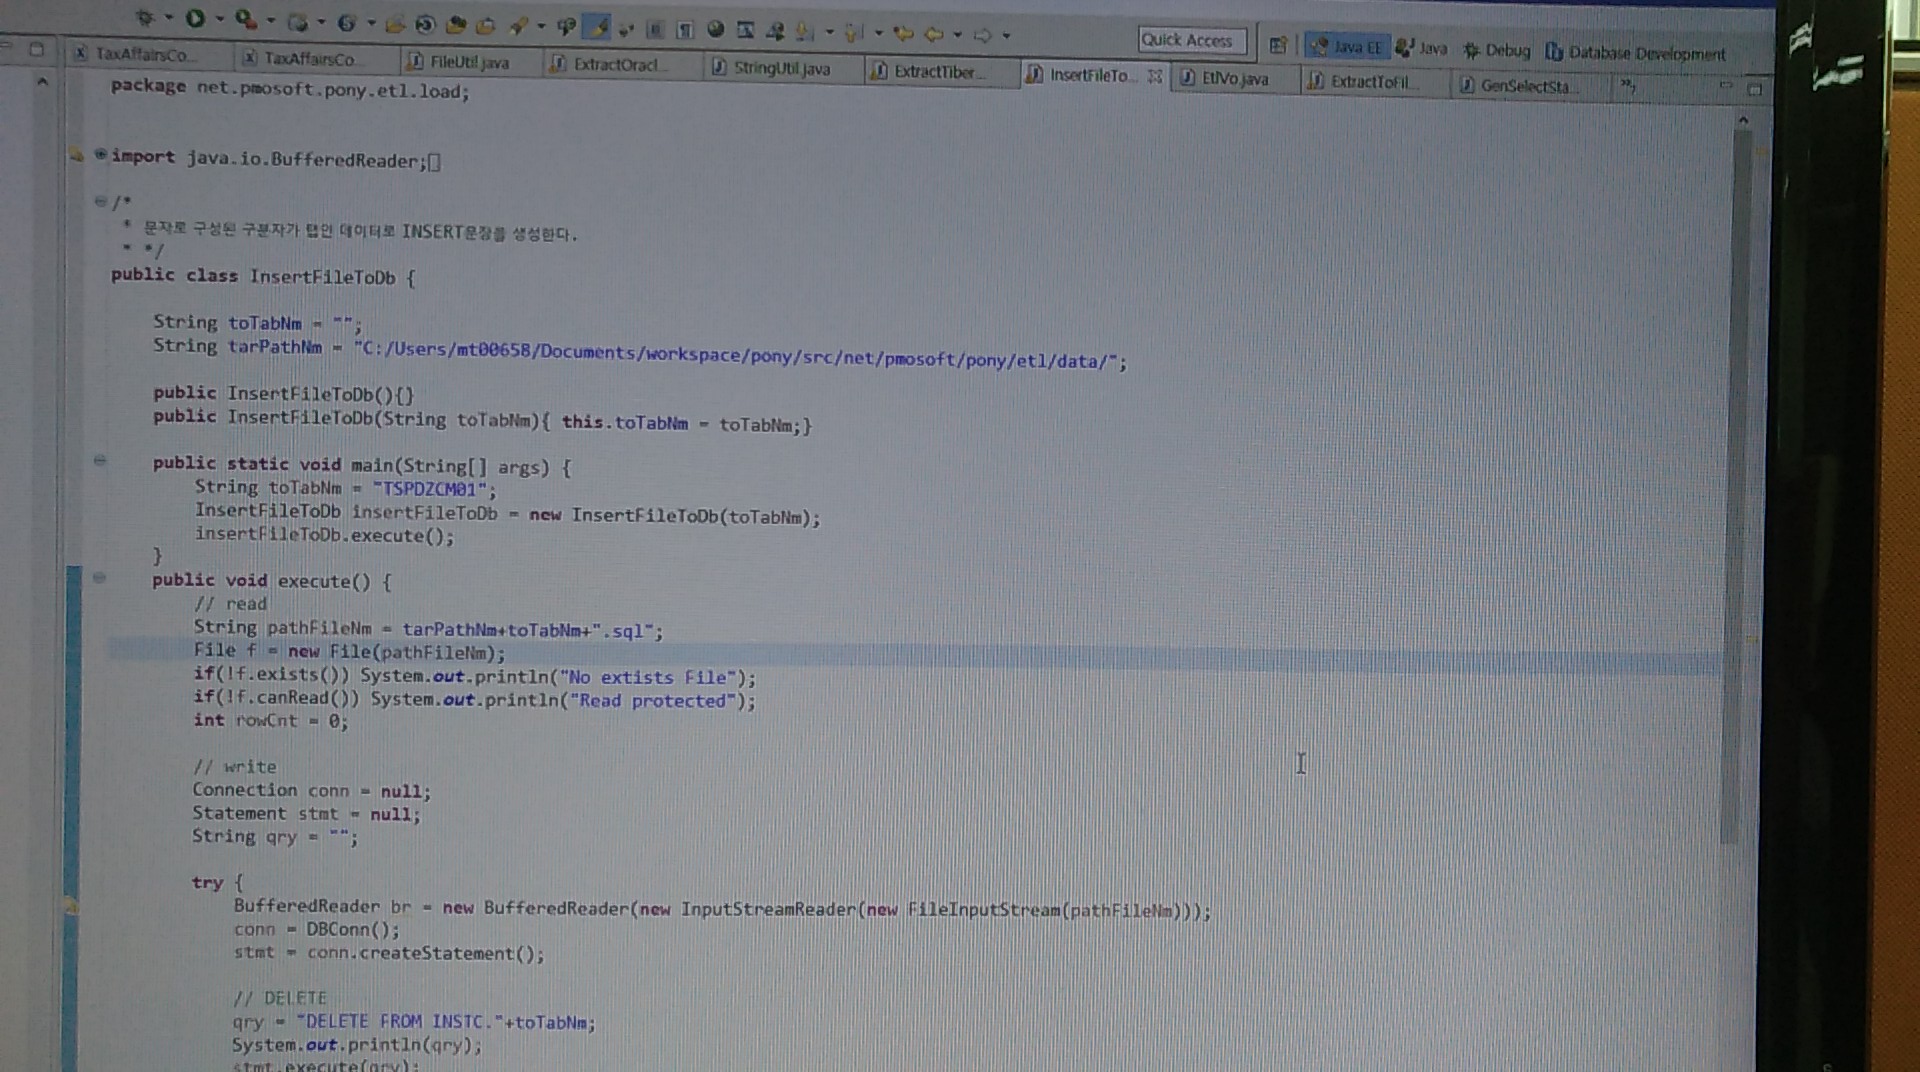 Quick Access
Java EE
Java
Debug
Database Development
TaxAffairsCo...
TaxAffairsCo...
FileUtil.java
ExtractOracl...
StringUtil.java
ExtractTiber...
InsertFileTo...
EtlVo.java
ExtractToFil...
GenSelectSta...
package net.pmosoft.pony.etl.load;
import java.io.BufferedReader;
/*
* 문자로 구성된 구분자가 탭인 데이터로 INSERT문장를 생성한다.
* */
public class InsertFileToDb {
String toTabNm = "";
String tarPathNm = "C:/Users/mt00658/Documents/workspace/pony/src/net/pmosoft/pony/etl/data/";
public InsertFileToDb(){}
public InsertFileToDb(String toTabNm){ this.toTabNm = toTabNm;}
public static void main(String[] args) {
String toTabNm = "TSPDZCM01";
InsertFileToDb insertFileToDb = new InsertFileToDb(toTabNm);
insertFileToDb.execute();
}
public void execute() {
// read
String pathFileNm = tarPathNm+toTabNm+".sql";
File f = new File(pathFileNm);
if(!f.exists()) System.out.println("No extists File");
if(!f.canRead()) System.out.println("Read protected");
int rowCnt = 0;
// write
Connection conn = null;
Statement stmt = null;
String qry = "";
try {
BufferedReader br = new BufferedReader(new InputStreamReader(new FileInputStream(pathFileNm)));
conn = DBConn();
stmt = conn.createStatement();
// DELETE
qry = "DELETE FROM INSTC."+toTabNm;
System.out.println(qry);
stmt.execute(qry);